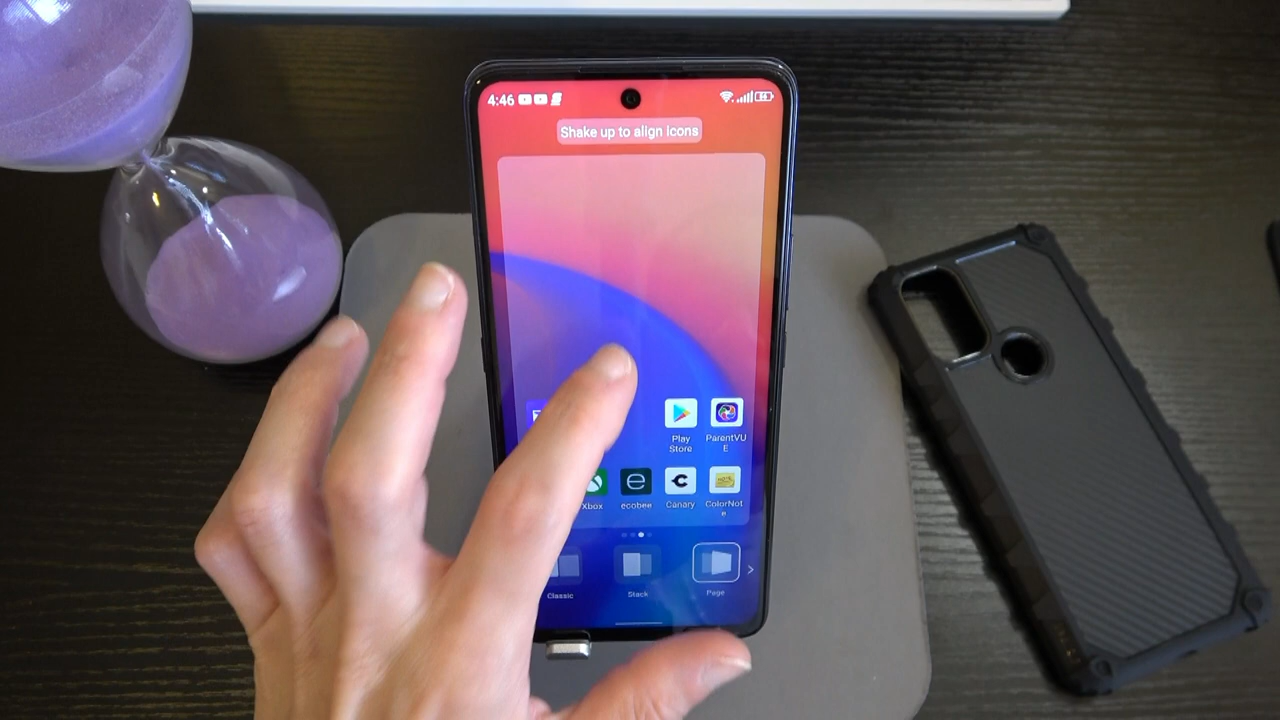 4:46
Shake up to align icons
Play
Store
ParentVU
E
Xbox
ecobee
Canary
ColorNot
e
Classic
Stack
Page